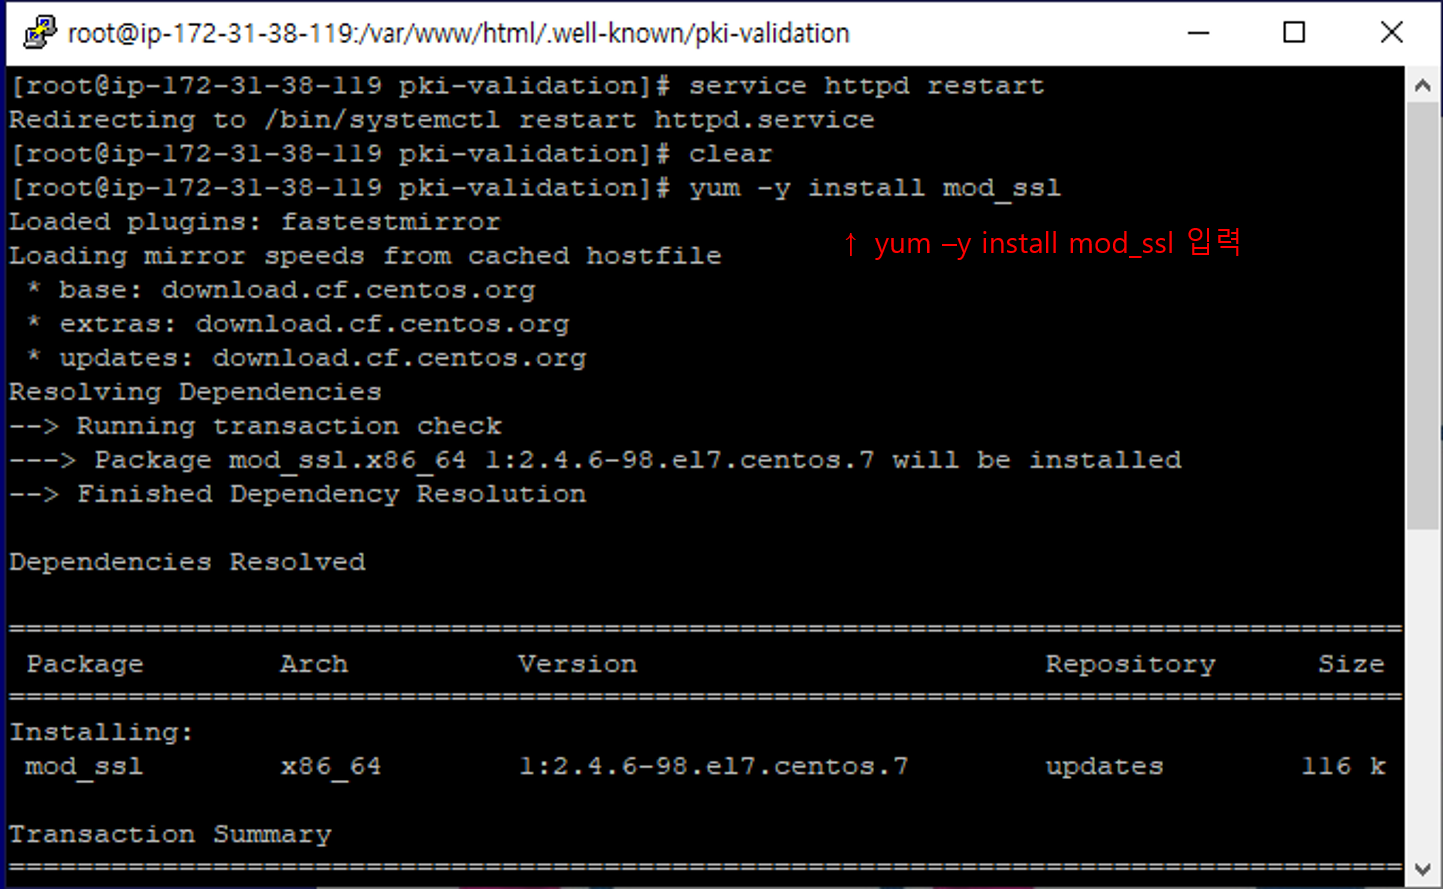 root@ip-172-31-38-119:/var/www/html/.well-known/pki-validation
[root@ip-172-31-38-119 pki-validation]# service httpd restart
Redirecting to /bin/systemctl restart httpd.service
[root@ip-172-31-38-119 pki-validation]# clear
[root@ip-172-31-38-119 pki-validation]# yum -y install mod_ssl
Loaded plugins: fastestmirror
↑ yum –y install mod_ssl 입력
Loading mirror speeds from cached hostfile
 * base: download.cf.centos.org
 * extras: download.cf.centos.org
 * updates: download.cf.centos.org
Resolving Dependencies
--> Running transaction check
---> Package mod_ssl.x86_64 1:2.4.6-98.el7.centos.7 will be installed
--> Finished Dependency Resolution
Dependencies Resolved
================================================================================
Package Arch Version Repository Size
================================================================================
Installing:
mod_ssl x86_64 1:2.4.6-98.el7.centos.7 updates 116 k
Transaction Summary
================================================================================